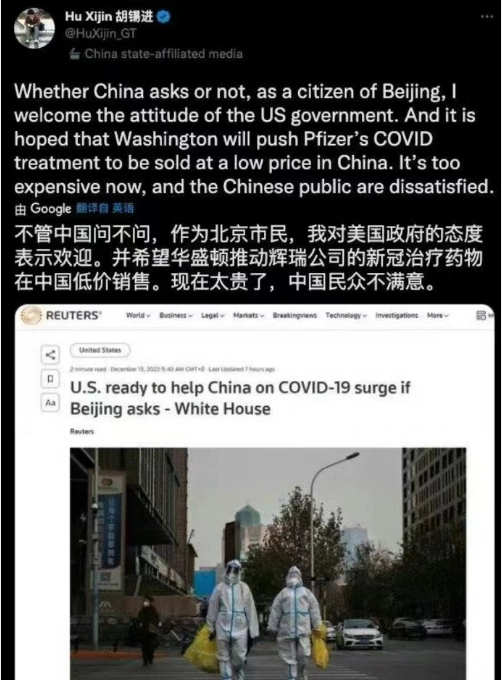 Hu Xijin 胡锡进
@HuXijin_GT
China state-affiliated media
Whether China asks or not, as a citizen of Beijing, I
welcome the attitude of the US government. And it is
hoped that Washington will push Pfizer's COVID
treatment to be sold at a low price in China. It's too
expensive now, and the Chinese public are dissatisfied.
由 Google 翻译自 英语
不管中国问不问，作为北京市民，我对美国政府的态度
表示欢迎。并希望华盛顿推动辉瑞公司的新冠治疗药物
在中国低价销售。现在太贵了，中国民众不满意。
REUTERS World Business Legal Markets Breakingviews Technology Investigations More
United States
2 minute read December 15, 2022 5:40 AM GMT+8 Last Updated 7 hours ago
Aa
U.S. ready to help China on COVID-19 surge if
Beijing asks - White House
Reuters